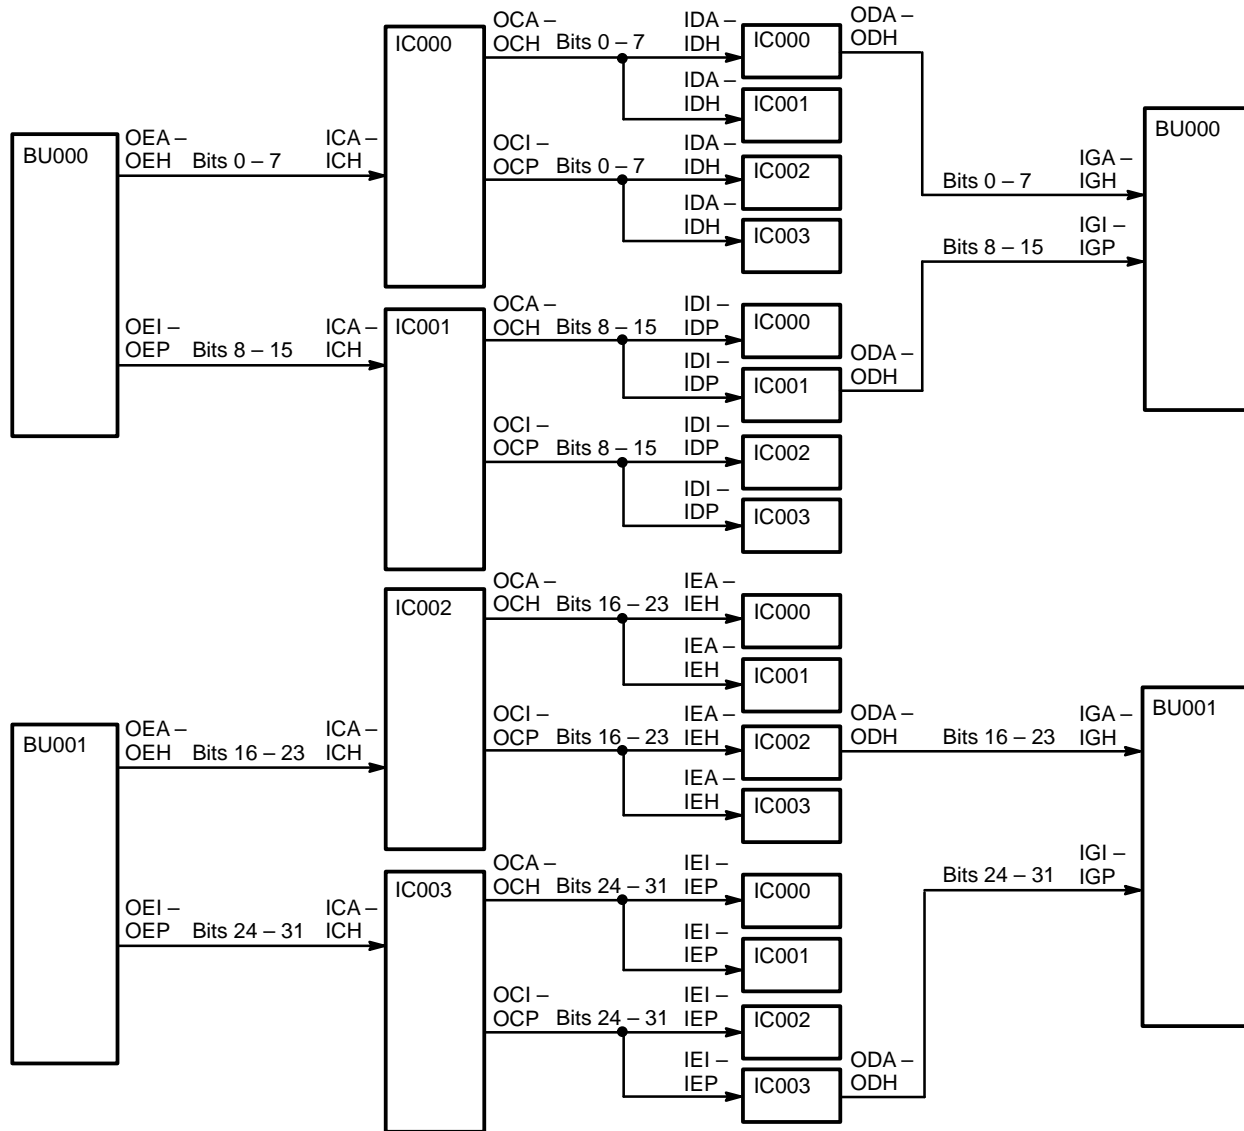 OCA –
OCH Bits 0 – 7
IDA –
IDH
IC000
IC000
ODA –
ODH
IDA –
IDH
IC001
BU000
OEA –
OEH Bits 0 – 7
ICA –
ICH
OCI –
OCP Bits 0 – 7
IDA –
IDH
IC002
IDA –
IDH
IC003
BU000
Bits 0 – 7
IGA –
IGH
Bits 8 – 15
IGI –
IGP
OEI –
OEP Bits 8 – 15
ICA –
ICH
IC001
OCA –
OCH Bits 8 – 15
IDI –
IDP
IC000
IDI –
IDP
IC001
ODA –
ODH
OCI –
OCP Bits 8 – 15
IDI –
IDP
IC002
IDI –
IDP
IC003
IC002
OCA –
OCH Bits 16 – 23
IEA –
IEH
IC000
IEA –
IEH
IC001
BU001
OEA –
OEH Bits 16 – 23
ICA –
ICH
OCI –
OCP Bits 16 – 23
IEA –
IEH
IC002
ODA –
ODH
Bits 16 – 23
IGA –
IGH
BU001
IEA –
IEH
IC003
OEI –
OEP Bits 24 – 31
ICA –
ICH
IC003
OCA –
OCH Bits 24 – 31
IEI –
IEP
IC000
Bits 24 – 31
IGI –
IGP
IEI –
IEP
IC001
OCI –
OCP Bits 24 – 31
IEI –
IEP
IC002
IEI –
IEP
IC003
ODA –
ODH